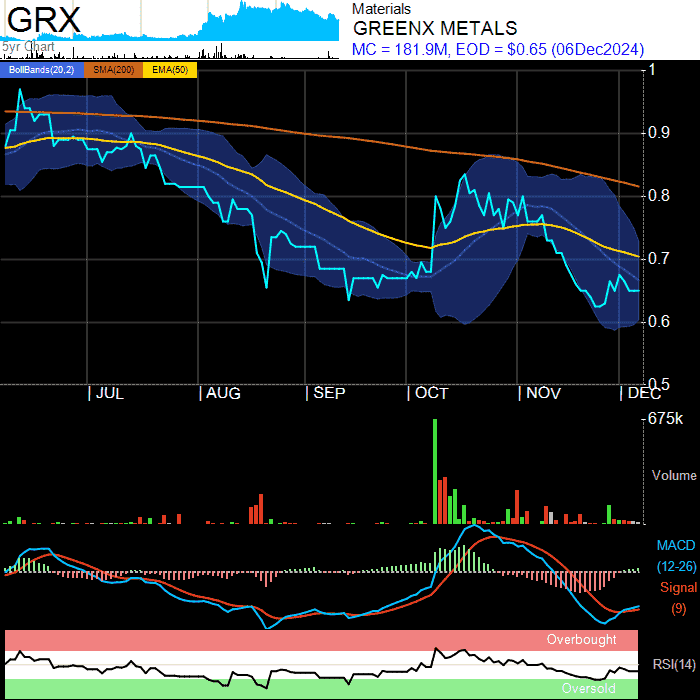 GRX
5yr Chart
Materials
GREENX METALS
MC = 181.9M, EOD = $0.65 (06Dec2024)
BollBands(20,2) SMA(200) EMA(50)
1
0.9
0.8
0.7
0.6
0.5
JUL AUG SEP OCT NOV DEC
675k
Volume
MACD
(12-26)
Signal
(9)
Overbought
RSI(14)
Oversold